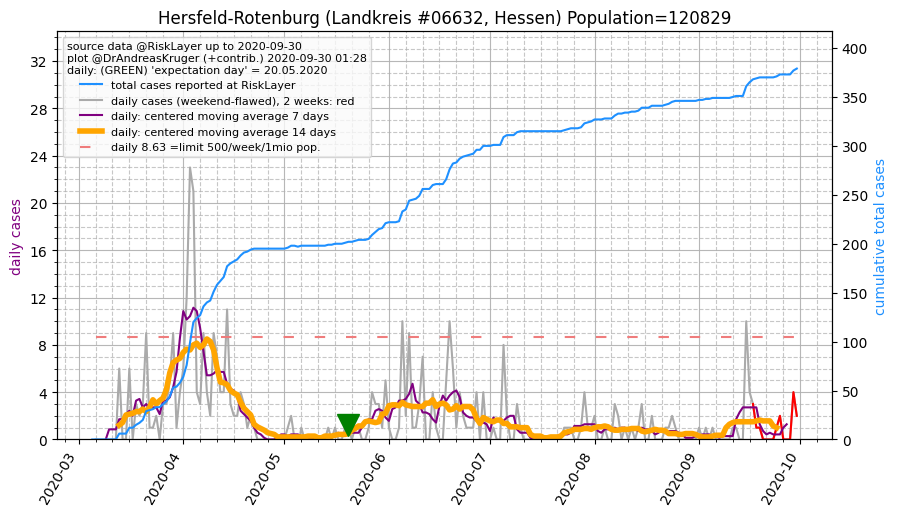 Hersfeld-Rotenburg (Landkreis #06632, Hessen) Population=120829
source data @RiskLayer up to 2020-09-30
plot @DrAndreasKruger (+contrib.) 2020-09-30 01:28
daily: (GREEN) 'expectation day' = 20.05.2020
total cases reported at RiskLayer
daily cases (weekend-flawed), 2 weeks: red
daily: centered moving average 7 days
daily: centered moving average 14 days
daily 8.63 =limit 500/week/1mio pop.
daily cases
32
28
24
20
16
12
8
4
0
cumulative total cases
400
350
300
250
200
150
100
50
0
2020-03
2020-04
2020-05
2020-06
2020-07
2020-08
2020-09
2020-10